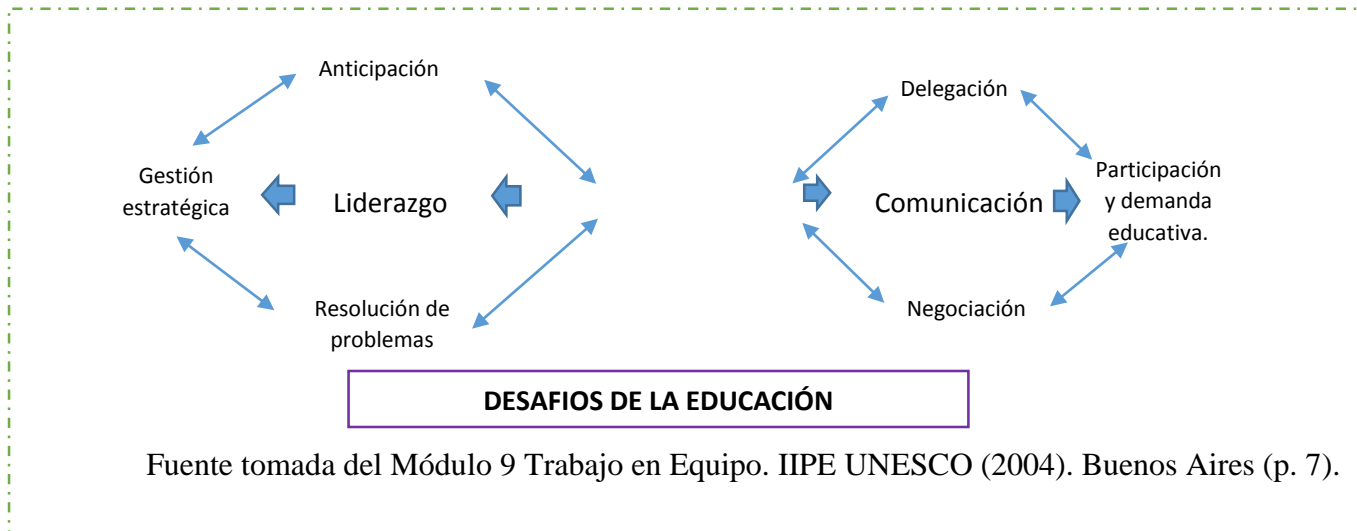 Anticipación
Delegación
Gestión
estratégica
Liderazgo
Comunicación
Participación
y demanda
educativa.
Resolución de
problemas
Negociación
DESAFIOS DE LA EDUCACIÓN
Fuente tomada del Módulo 9 Trabajo en Equipo. IIPE UNESCO (2004). Buenos Aires (p. 7).